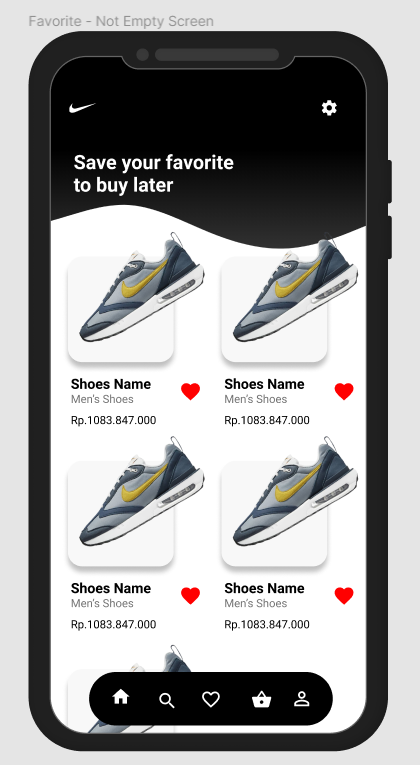 Favorite - Not Empty Screen
Save your favorite
to buy later
Shoes Name
Men's Shoes
Rp.1083.847.000
Shoes Name
Men's Shoes
Rp.1083.847.000
Shoes Name
Men's Shoes
Rp.1083.847.000
Shoes Name
Men's Shoes
Rp.1083.847.000